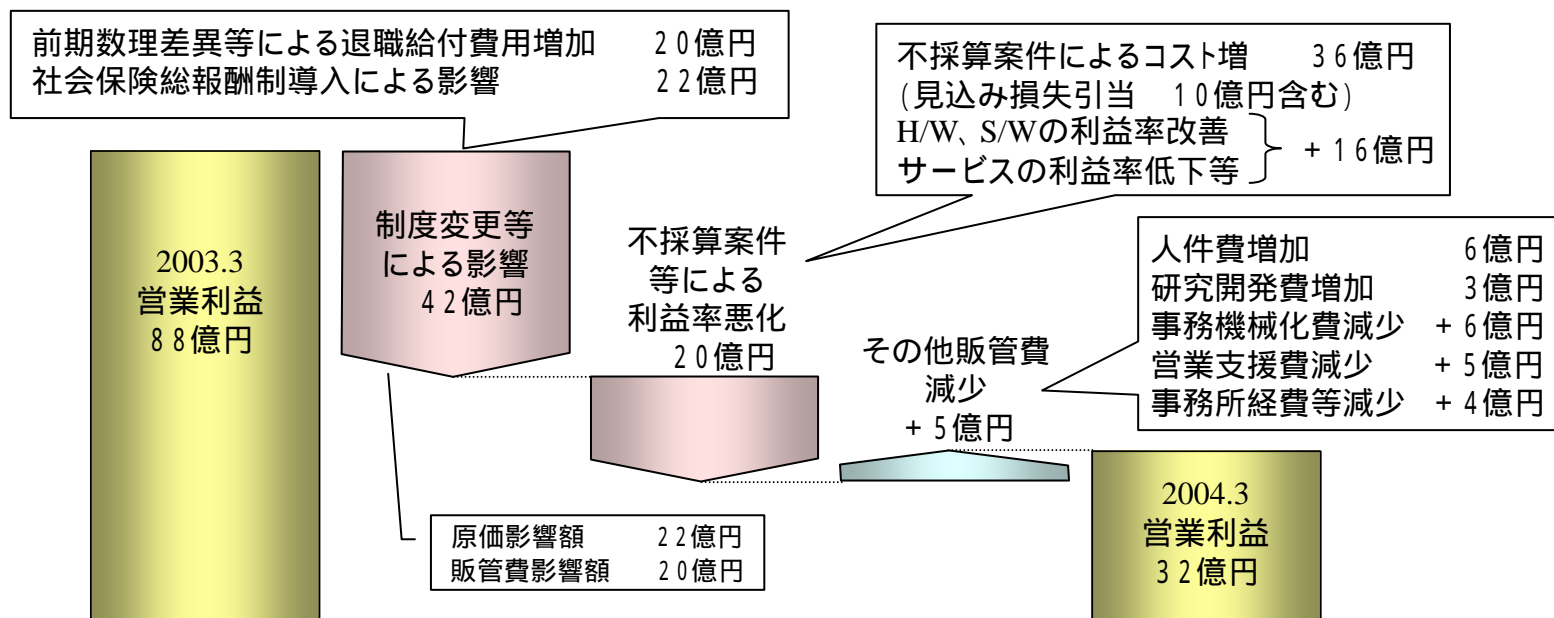 前期数理差異等による退職給付費用増加 20億円
社会保険総報酬制導入による影響 22億円
不採算案件によるコスト増 36億円
(見込み損失引当 10億円含む)
H/W、S/Wの利益率改善
サービスの利益率低下等
+16億円
2003.3
営業利益
88億円
制度変更等
による影響
42億円
不採算案件
等による
利益率悪化
20億円
その他販管費
減少
+5億円
人件費増加 6億円
研究開発費増加 3億円
事務機械化費減少 +6億円
営業支援費減少 +5億円
事務所経費等減少 +4億円
原価影響額 22億円
販管費影響額 20億円
2004.3
営業利益
32億円